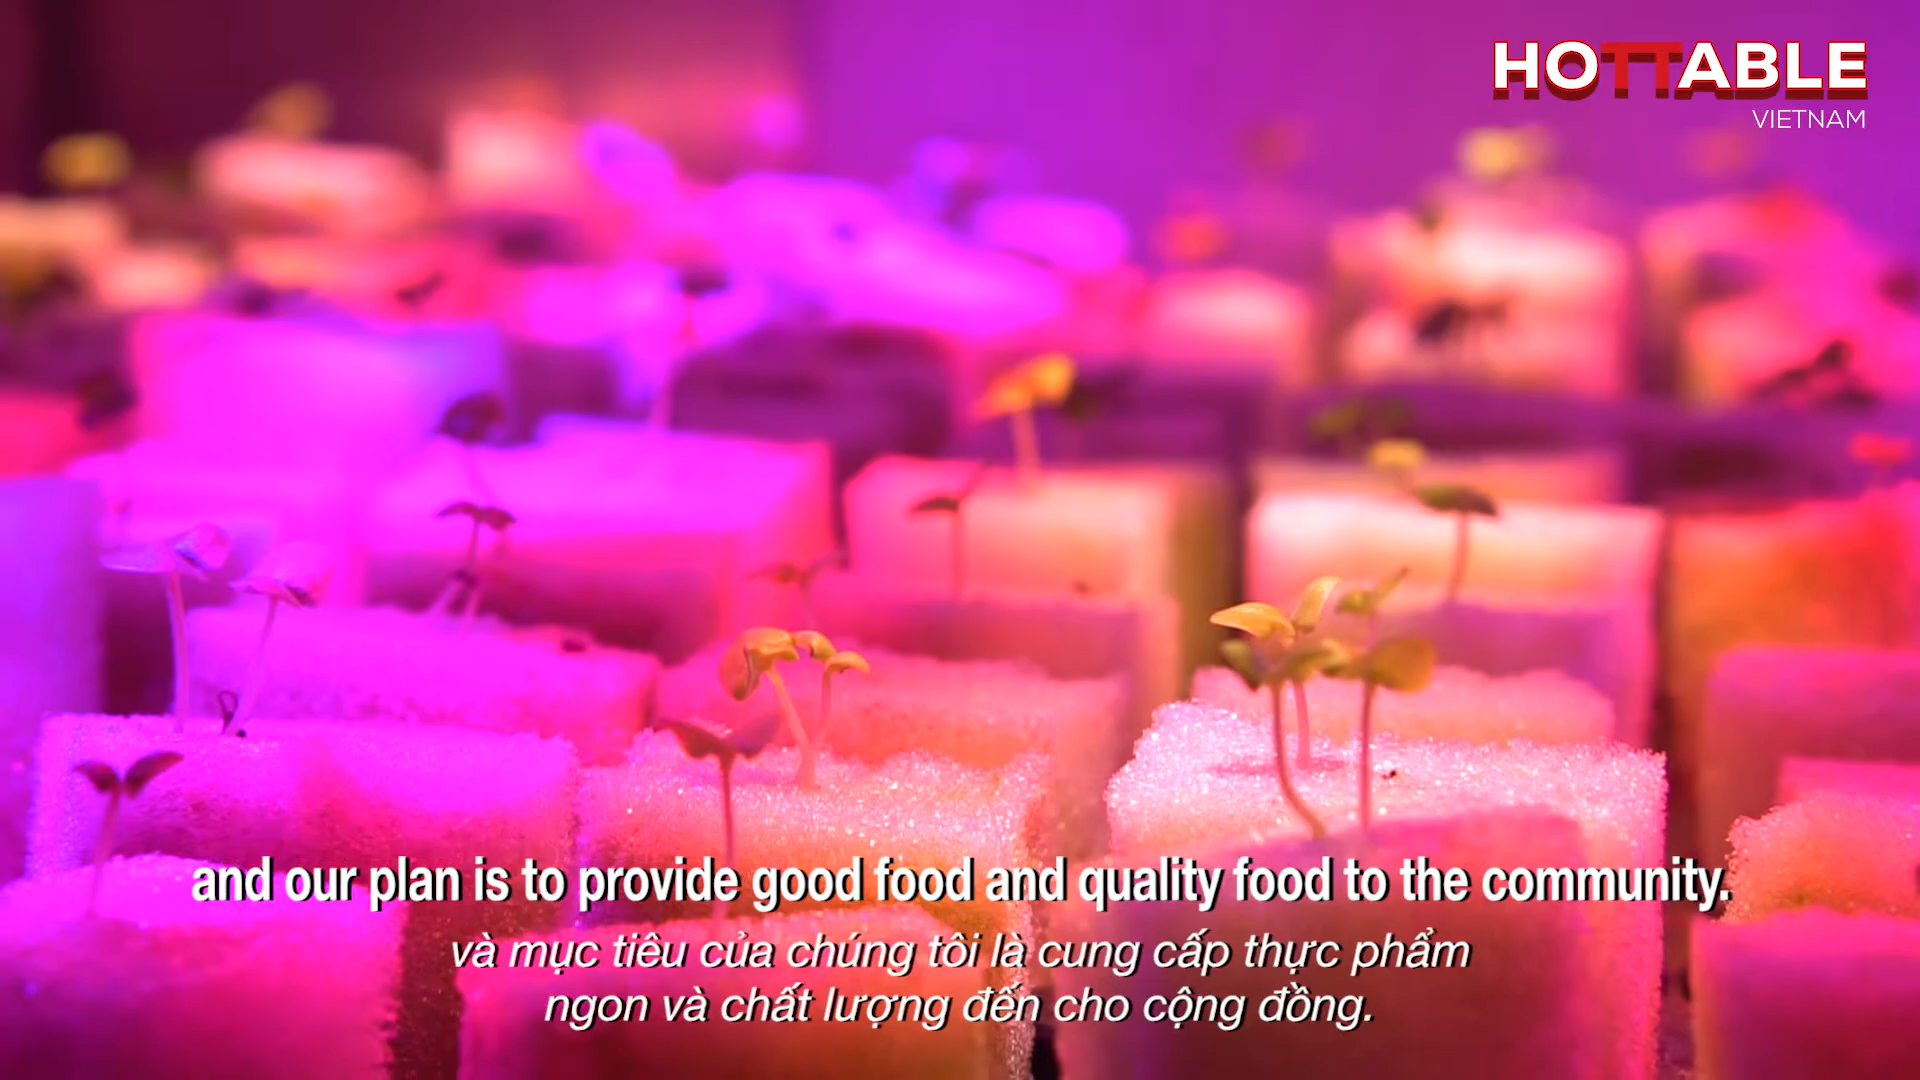 HOTTABLE
VIETNAM
and our plan is to provide good food and quality food to the community.
và mục tiêu của chúng tôi là cung cấp thực phẩm
ngon và chất lượng đến cho cộng đồng.